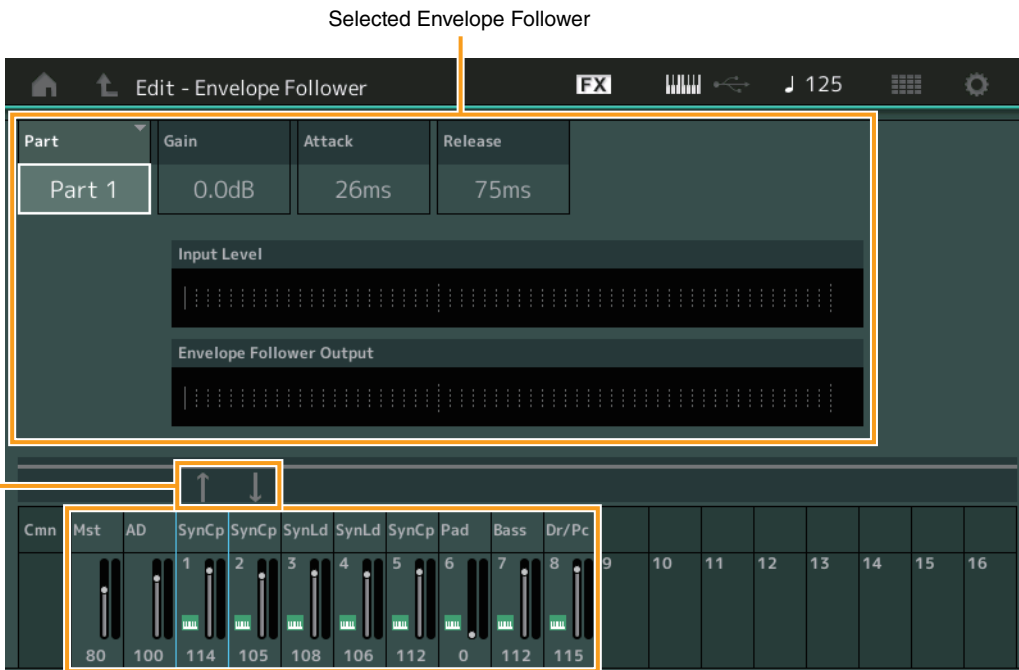 Selected Envelope Follower
Edit - Envelope Follower FX ♩ 125
Part Gain Attack Release
Part 1 0.0dB 26ms 75ms
Input Level
Envelope Follower Output
↑ ↓
Cmn Mst AD SynCp SynCp SynLd SynLd SynCp Pad Bass Dr/Pc
1 2 3 4 5 6 7 8 9 10 11 12 13 14 15 16
80 100 114 105 108 106 112 0 112 115